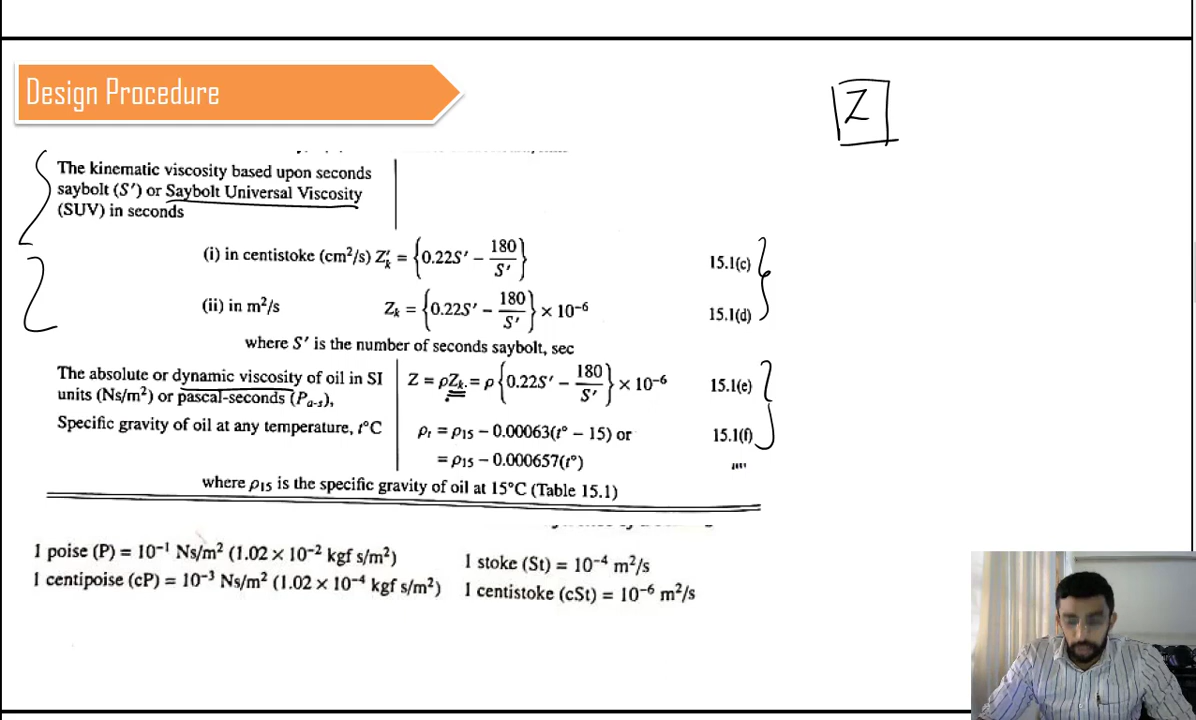 Design Procedure
Z
The kinematic viscosity based upon seconds
saybolt (S′) or Saybolt Universal Viscosity
(SUV) in seconds
(i) in centistoke (cm²/s) Z′ₖ = {0.22S′ − 180/S′} 15.1(c)
(ii) in m²/s Zₖ = {0.22S′ − 180/S′} × 10⁻⁶ 15.1(d)
where S′ is the number of seconds saybolt, sec
The absolute or dynamic viscosity of oil in SI
units (Ns/m²) or pascal-seconds (Pₐ₋ₛ),
Z = ρZₖ = ρ{0.22S′ − 180/S′} × 10⁻⁶ 15.1(e)
Specific gravity of oil at any temperature, t°C
ρₜ = ρ₁₅ − 0.00063(t° − 15) or 15.1(f)
= ρ₁₅ − 0.000657(t°)
where ρ₁₅ is the specific gravity of oil at 15°C (Table 15.1)
1 poise (P) = 10⁻¹ Ns/m² (1.02 × 10⁻² kgf s/m²)
1 centipoise (cP) = 10⁻³ Ns/m² (1.02 × 10⁻⁴ kgf s/m²)
1 stoke (St) = 10⁻⁴ m²/s
1 centistoke (cSt) = 10⁻⁶ m²/s